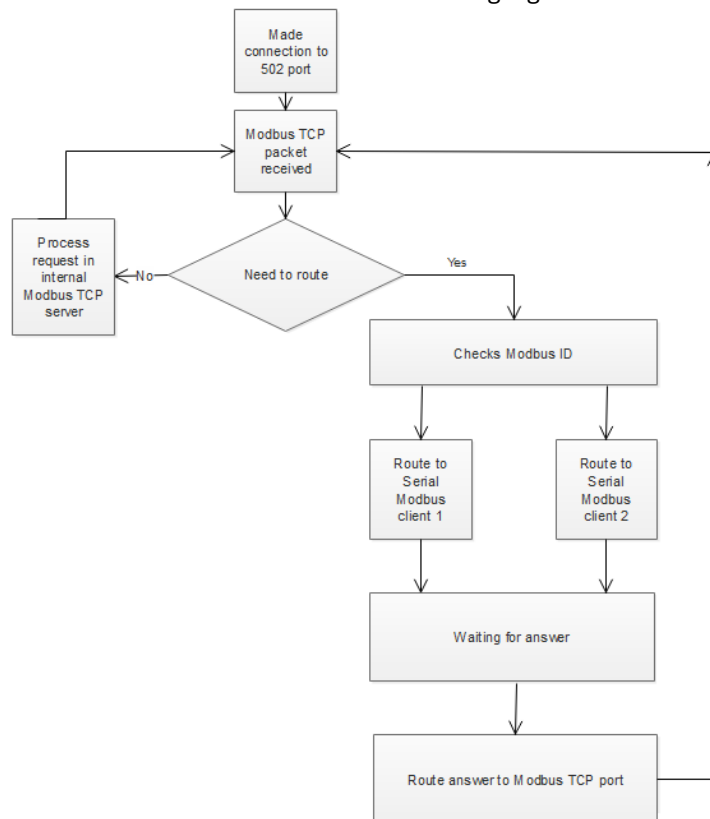 Made
connection to
502 port
Modbus TCP
packet
received
Process
request in
internal
Modbus TCP
server
No
Need to route
Yes
Checks Modbus ID
Route to
Serial
Modbus
client 1
Route to
Serial
Modbus
client 2
Waiting for answer
Route answer to Modbus TCP port